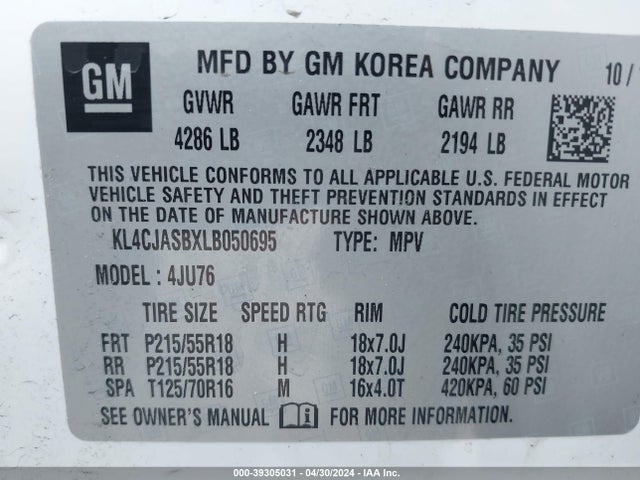 GM MFD BY GM KOREA COMPANY 10/
GVWR GAWR FRT GAWR RR
4286 LB 2348 LB 2194 LB
THIS VEHICLE CONFORMS TO ALL APPLICABLE U.S. FEDERAL MOTOR
VEHICLE SAFETY AND THEFT PREVENTION STANDARDS IN EFFECT
ON THE DATE OF MANUFACTURE SHOWN ABOVE.
KL4CJASBXLB050695 TYPE: MPV
MODEL : 4JU76
TIRE SIZE SPEED RTG RIM COLD TIRE PRESSURE
FRT P215/55R18 H 18x7.0J 240KPA, 35 PSI
RR P215/55R18 H 18x7.0J 240KPA, 35 PSI
SPA T125/70R16 M 16x4.0T 420KPA, 60 PSI
SEE OWNER'S MANUAL FOR MORE INFORMATION
000-39305031 - 04/30/2024 - IAA Inc.